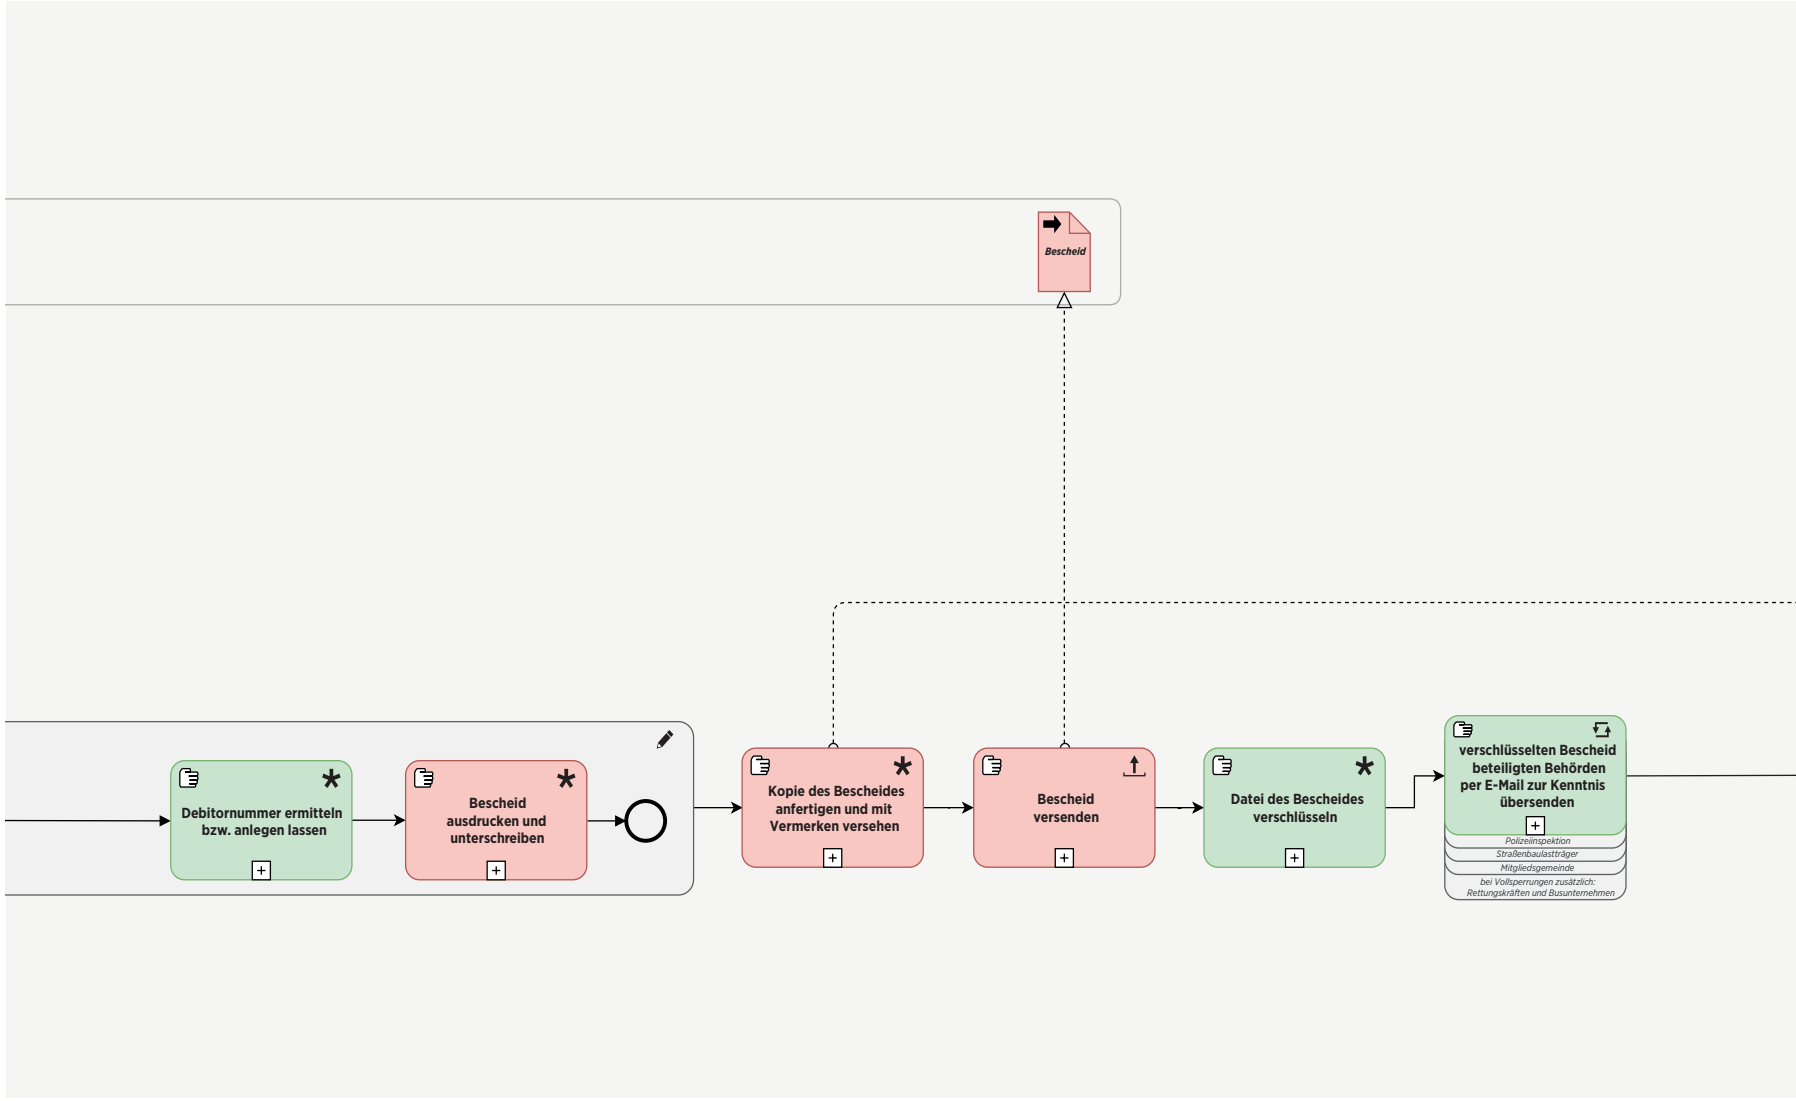 Bescheid
Debitornummer ermitteln
bzw. anlegen lassen
Bescheid
ausdrucken und
unterschreiben
Kopie des Bescheides
anfertigen und mit
Vermerken versehen
Bescheid
versenden
Datei des Bescheides
verschlüsseln
verschlüsselten Bescheid
beteiligten Behörden
per E-Mail zur Kenntnis
übersenden
Polizeiinspektion
Straßenbaulastträger
Mitgliedsgemeinde
bei Vollsperrungen zusätzlich:
Rettungskräften und Busunternehmen